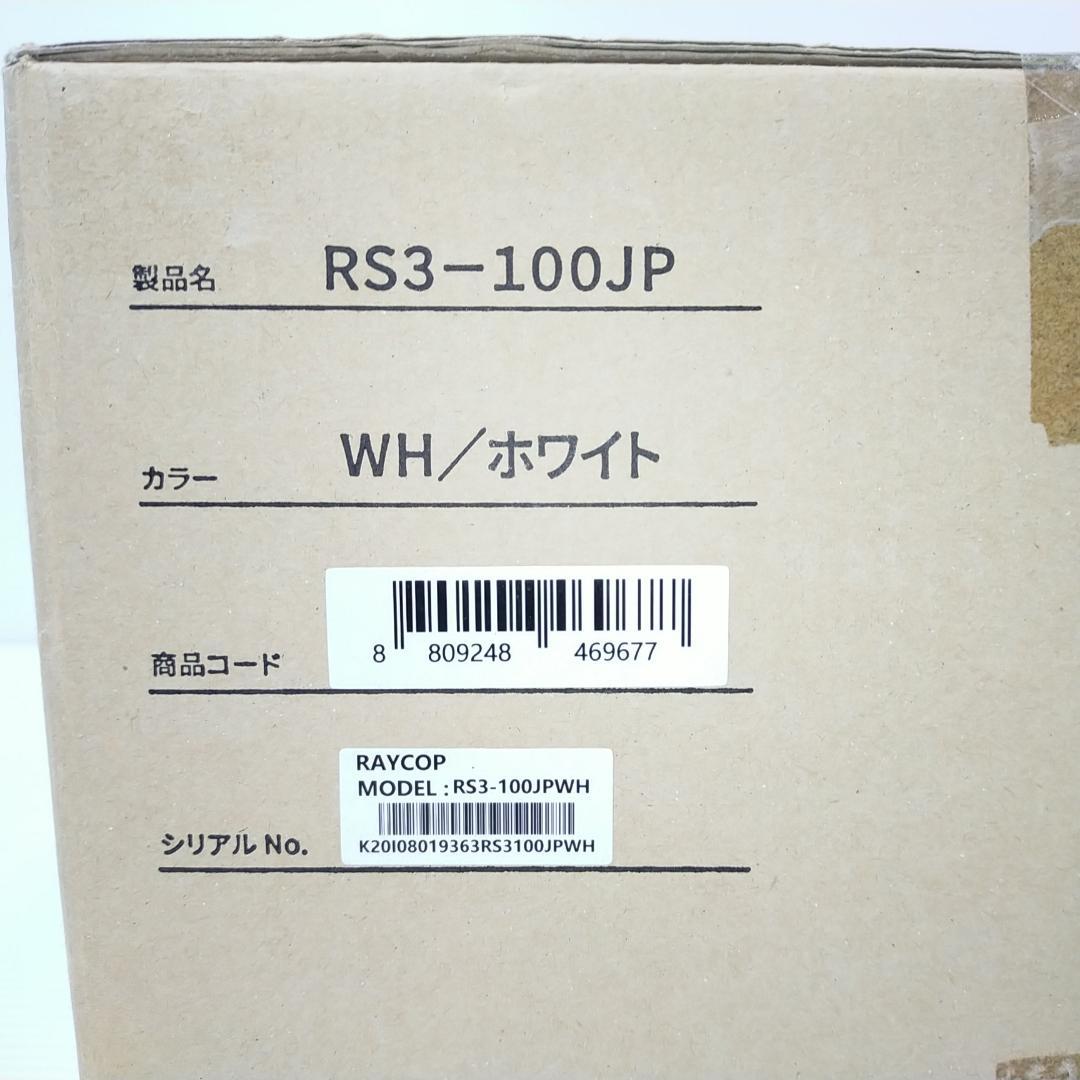 製品名 RS3-100JP
カラー WH/ホワイト
商品コード
8 809248 469677
RAYCOP
MODEL : RS3-100JPWH
シリアル No.
K20I08019363RS3100JPWH